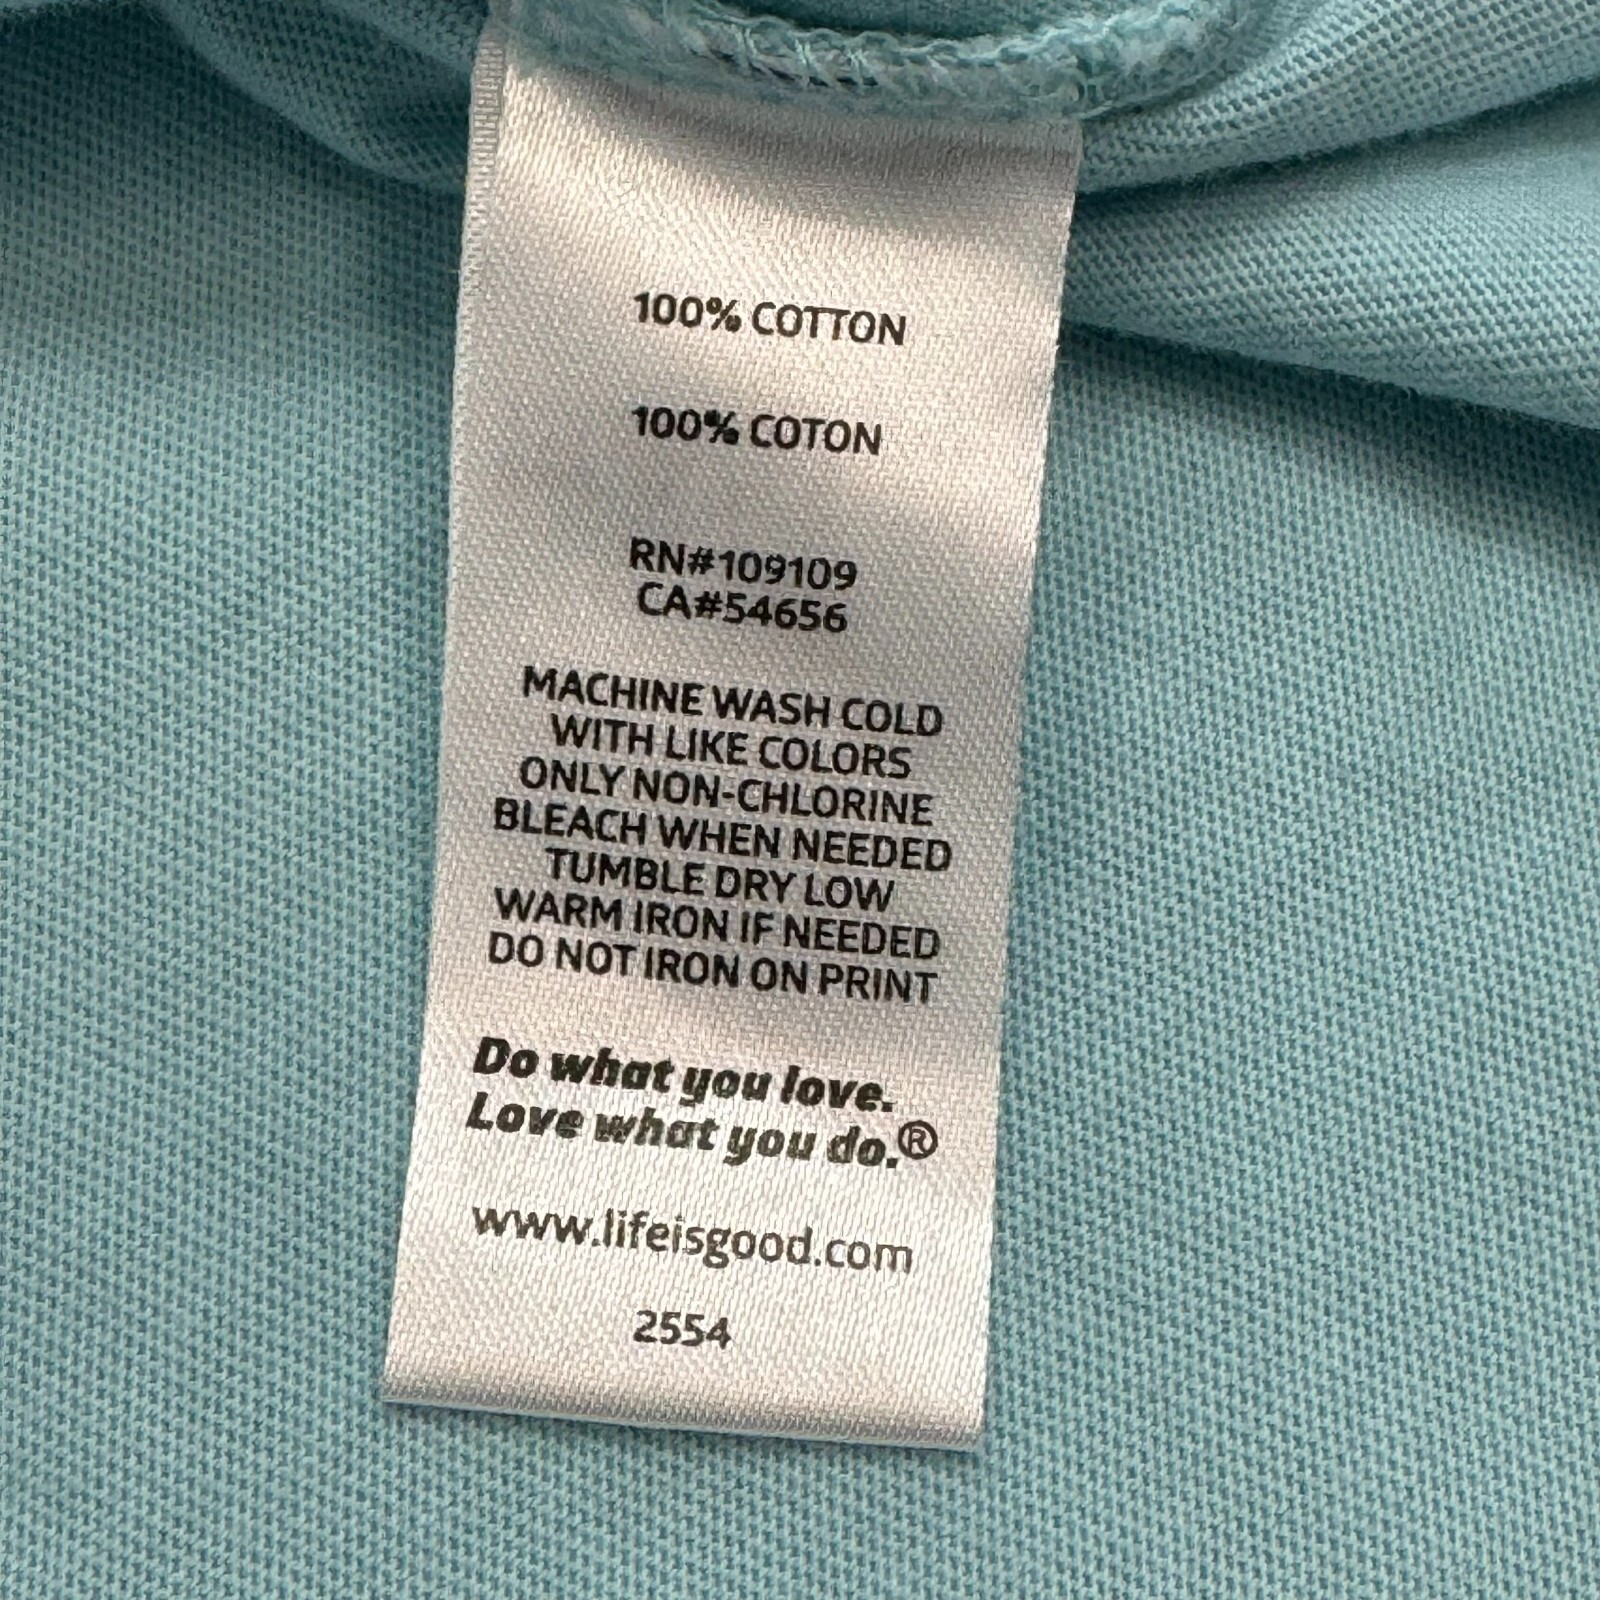 100% COTTON
100% COTON
RN#109109
CA#54656
MACHINE WASH COLD
WITH LIKE COLORS
ONLY NON-CHLORINE
BLEACH WHEN NEEDED
TUMBLE DRY LOW
WARM IRON IF NEEDED
DO NOT IRON ON PRINT
Do what you love.
Love what you do.®
www.lifeisgood.com
2554